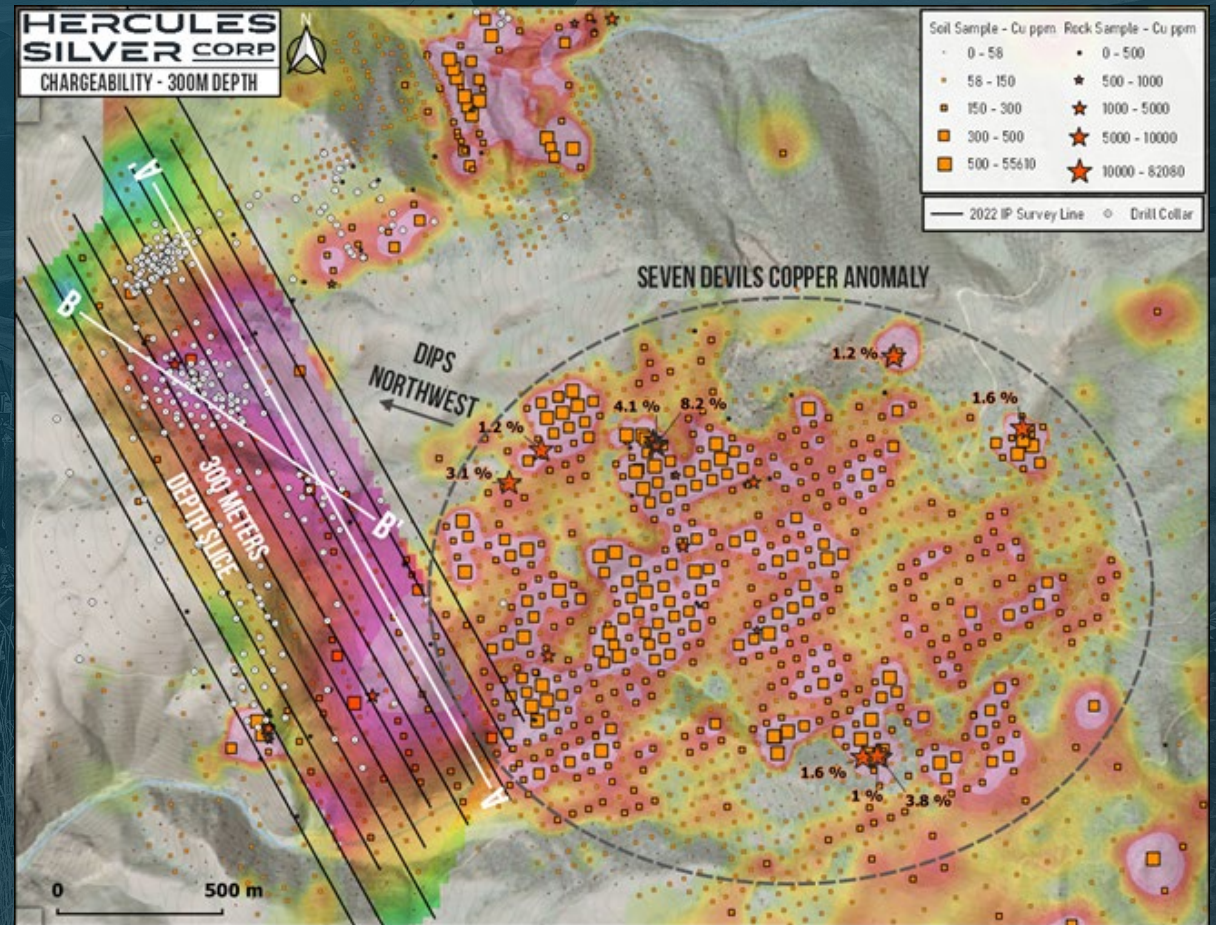 HERCULES
SILVER CORP
CHARGEABILITY - 300M DEPTH
N
Soil Sample - Cu ppm
0 - 58
58 - 150
150 - 300
300 - 500
500 - 55610
Rock Sample - Cu ppm
0 - 500
500 - 1000
1000 - 5000
5000 - 10000
10000 - 82080
2022 IP Survey Line
Drill Collar
A'
B
SEVEN DEVILS COPPER ANOMALY
DIPS
NORTHWEST
1.2 %
1.6 %
4.1 %
8.2 %
1.2 %
3.1 %
300 METERS
DEPTH SLICE
B'
A
1.6 %
1 %
3.8 %
0
500 m